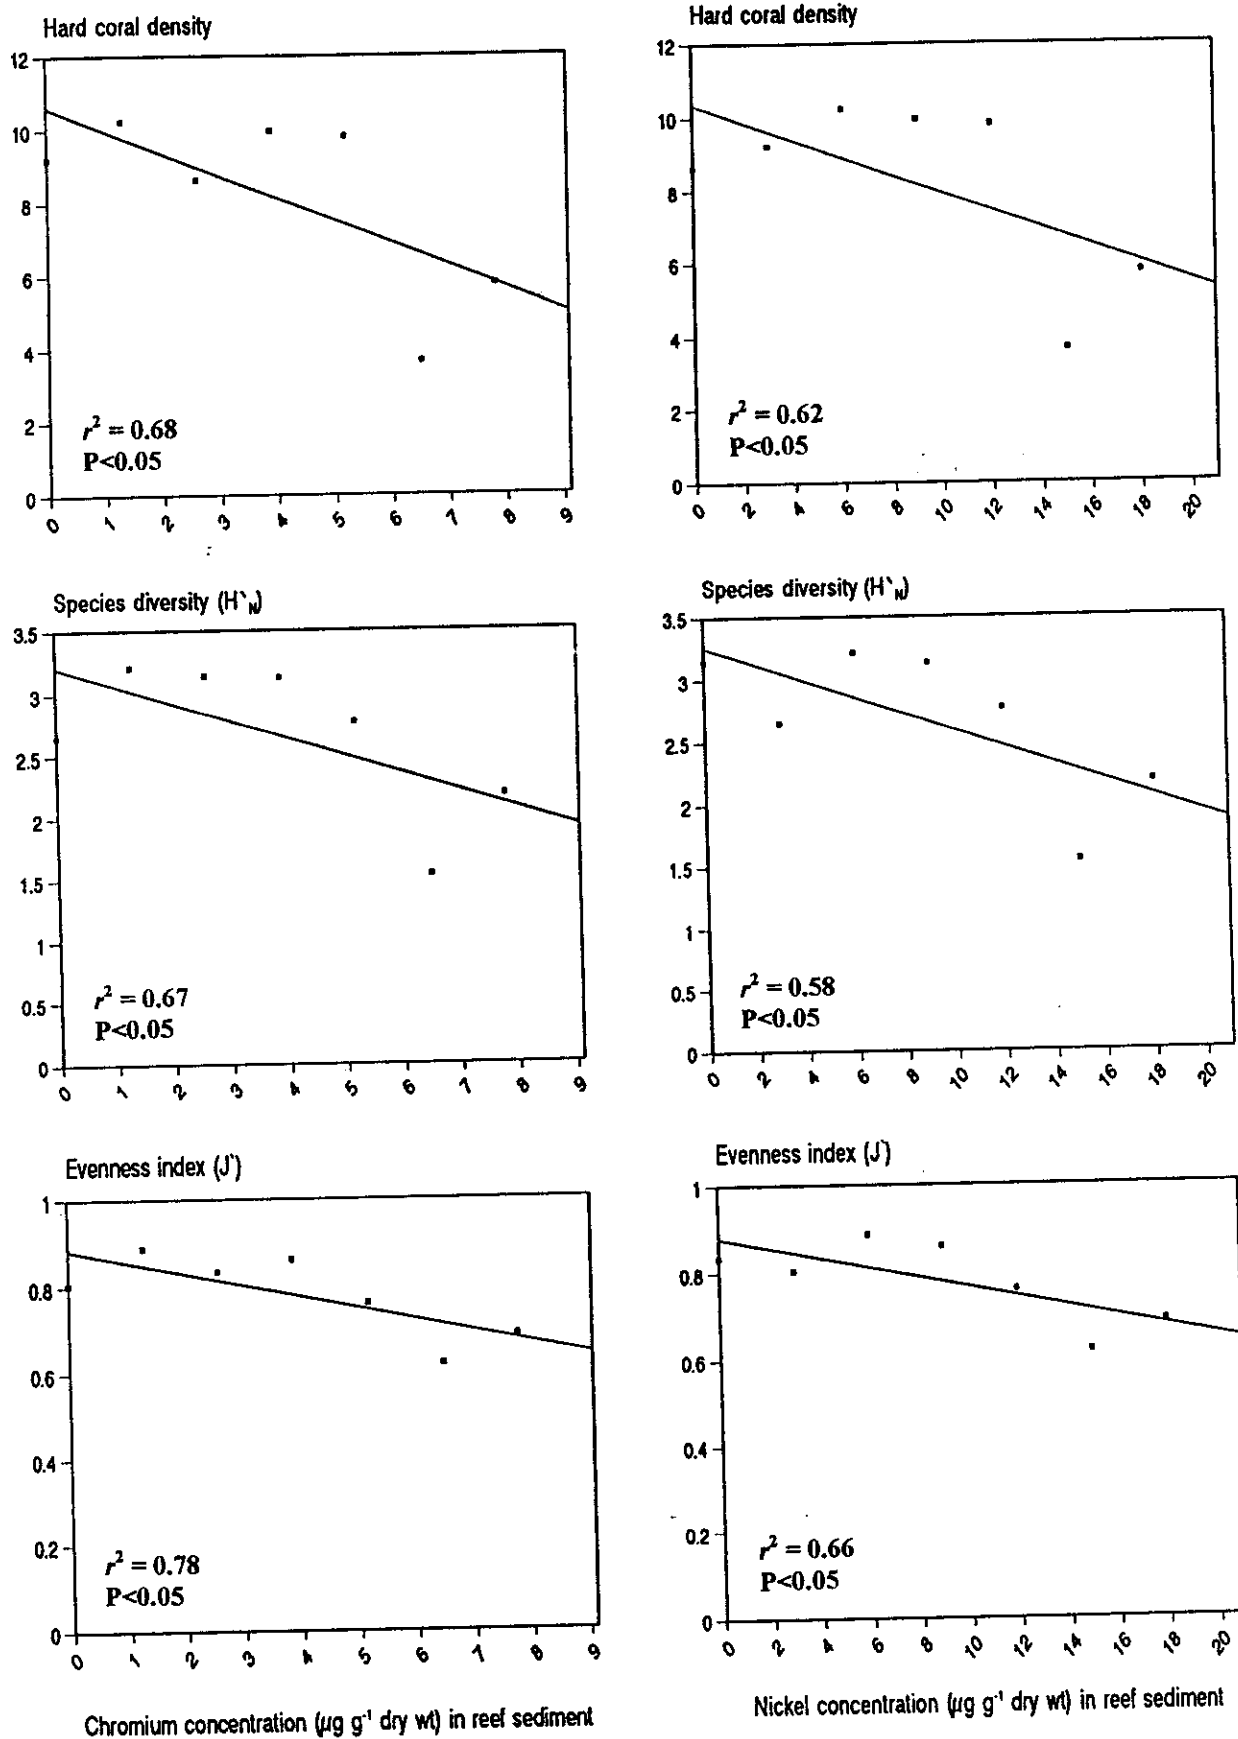 Hard coral density
12
10
8
6
4
2
0
r² = 0.68
P<0.05
0 1 2 3 4 5 6 7 8 9
Hard coral density
12
10
8
6
4
2
0
r² = 0.62
P<0.05
0 2 4 6 8 10 12 14 16 18 20
Species diversity (H`N)
3.5
3
2.5
2
1.5
1
0.5
0
r² = 0.67
P<0.05
0 1 2 3 4 5 6 7 8 9
Species diversity (H`N)
3.5
3
2.5
2
1.5
1
0.5
0
r² = 0.58
P<0.05
0 2 4 6 8 10 12 14 16 18 20
Evenness index (J`)
1
0.8
0.6
0.4
0.2
0
r² = 0.78
P<0.05
0 1 2 3 4 5 6 7 8 9
Chromium concentration (µg g⁻¹ dry wt) in reef sediment
Evenness index (J`)
1
0.8
0.6
0.4
0.2
0
r² = 0.66
P<0.05
0 2 4 6 8 10 12 14 16 18 20
Nickel concentration (µg g⁻¹ dry wt) in reef sediment